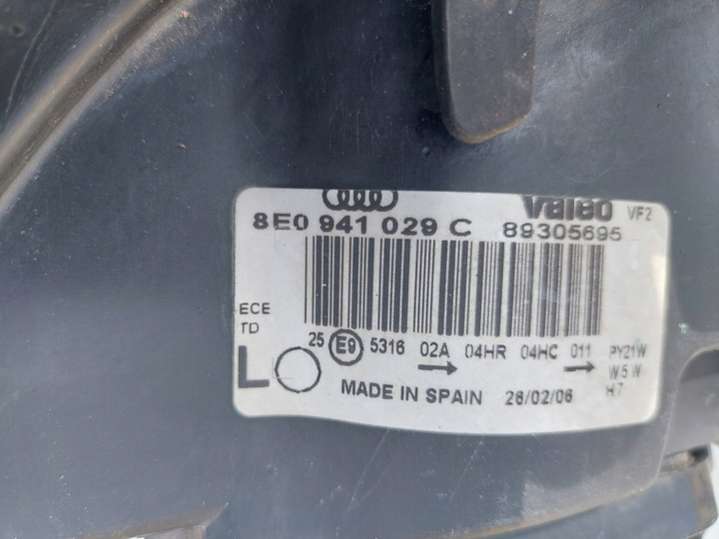 Valeo VF2
8E0 941 029 C 89305695
ECE
TD
25 E9 5316 02A 04HR 04HC 011 PY21W
W5W
H7
L
MADE IN SPAIN 26/02/06